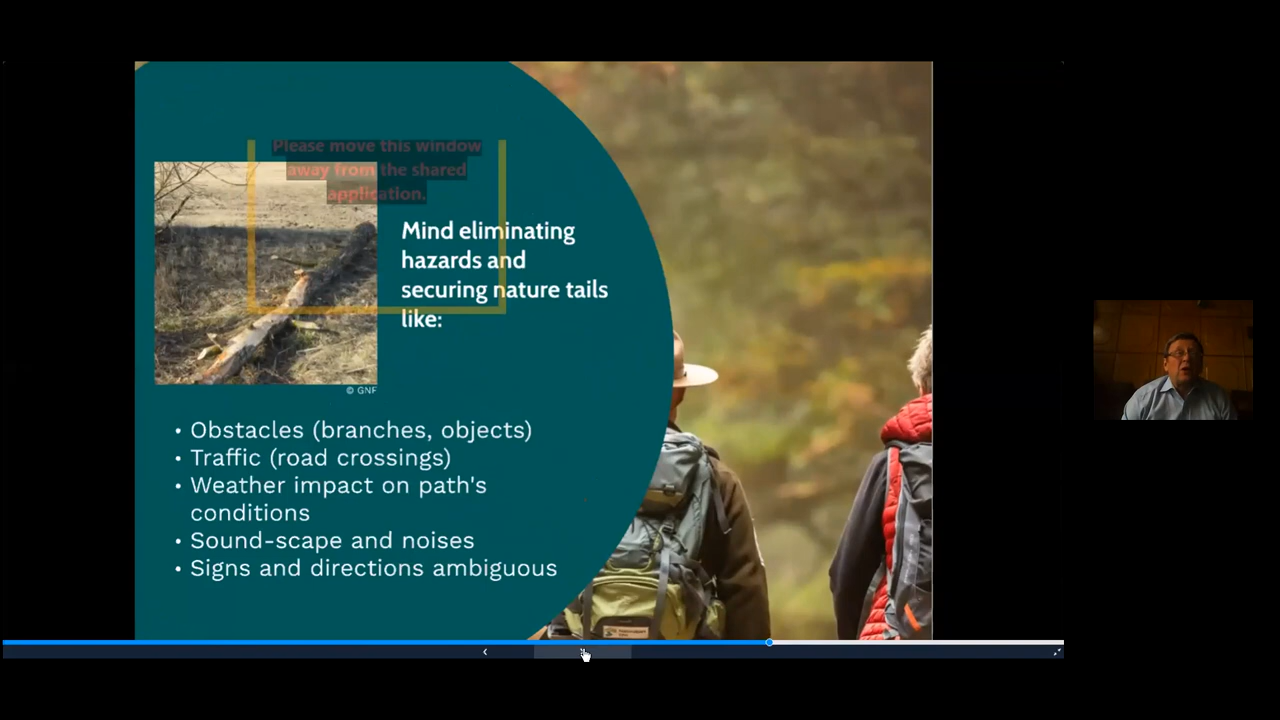 Please move this window
away from the shared
application.
Mind eliminating
hazards and
securing nature tails
like:
© GNF
• Obstacles (branches, objects)
• Traffic (road crossings)
• Weather impact on path's
conditions
• Sound-scape and noises
• Signs and directions ambiguous